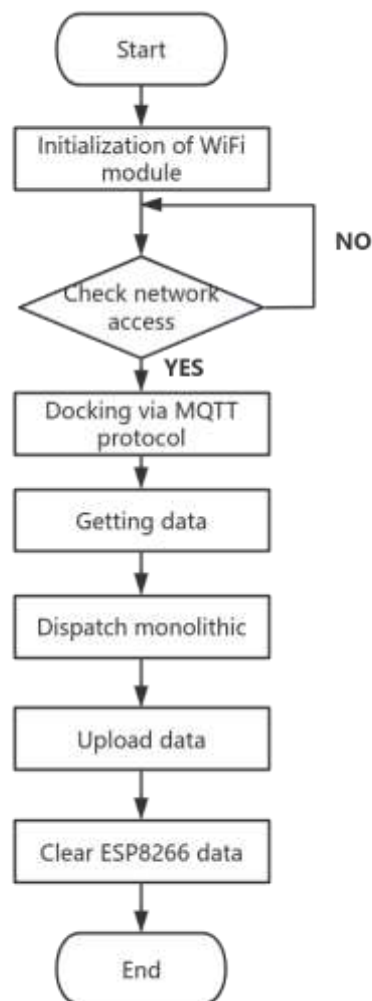 Start
Initialization of WiFi
module
NO
Check network
access
YES
Docking via MQTT
protocol
Getting data
Dispatch monolithic
Upload data
Clear ESP8266 data
End